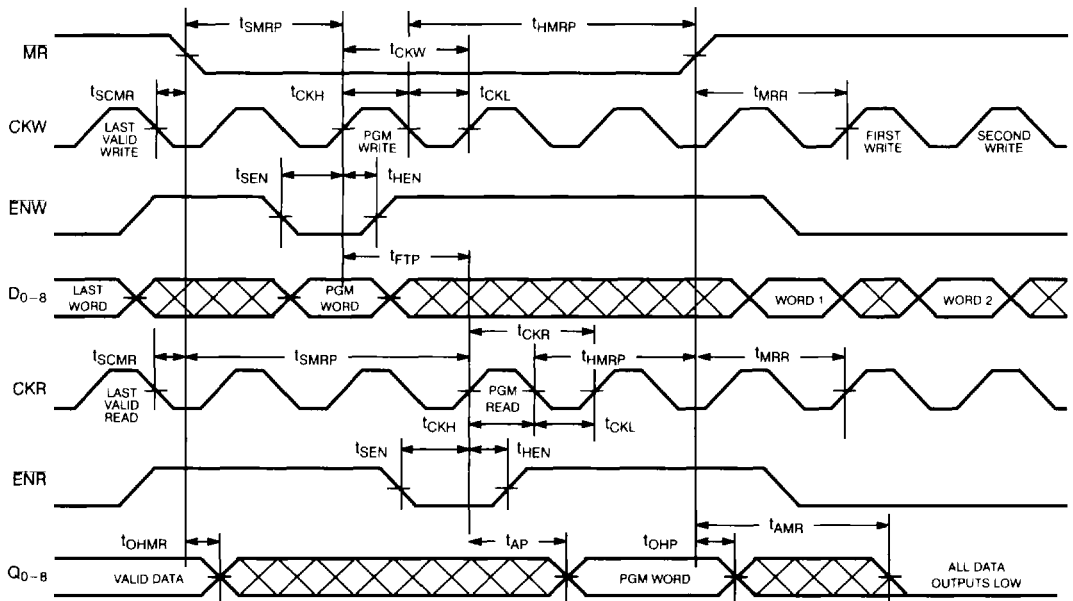 tSMRP
tHMRP
MR
tCKW
tSCMR
tCKH
tCKL
tMRR
CKW
LAST VALID WRITE
PGM WRITE
FIRST WRITE
SECOND WRITE
tSEN
tHEN
ENW
tFTP
D0–8
LAST WORD
PGM WORD
WORD 1
WORD 2
tCKR
tSCMR
tSMRP
tHMRP
tMRR
CKR
LAST VALID READ
PGM READ
tCKH
tCKL
tSEN
tHEN
ENR
tAMR
tOHMR
tAP
tOHP
Q0–8
VALID DATA
PGM WORD
ALL DATA OUTPUTS LOW